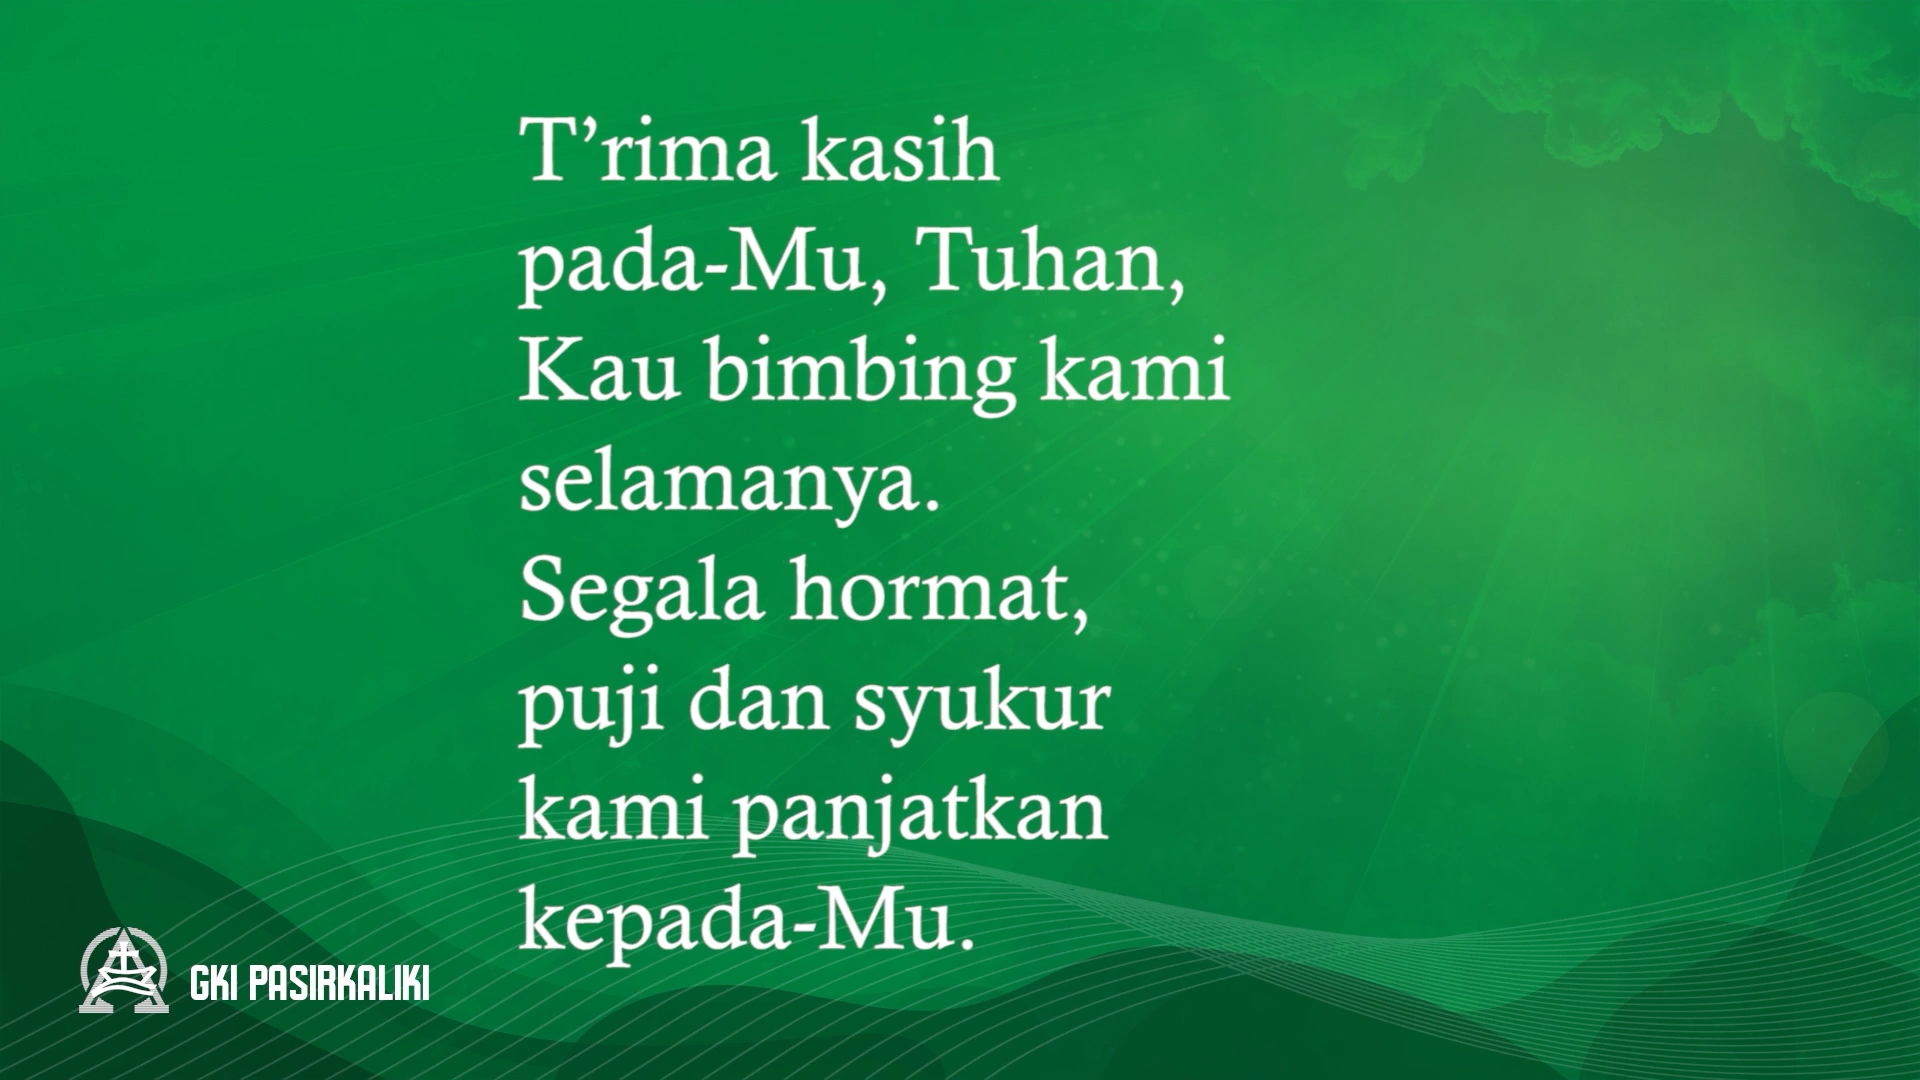 T’rima kasih
pada-Mu, Tuhan,
Kau bimbing kami
selamanya.
Segala hormat,
puji dan syukur
kami panjatkan
kepada-Mu.
GKI PASIRKALIKI